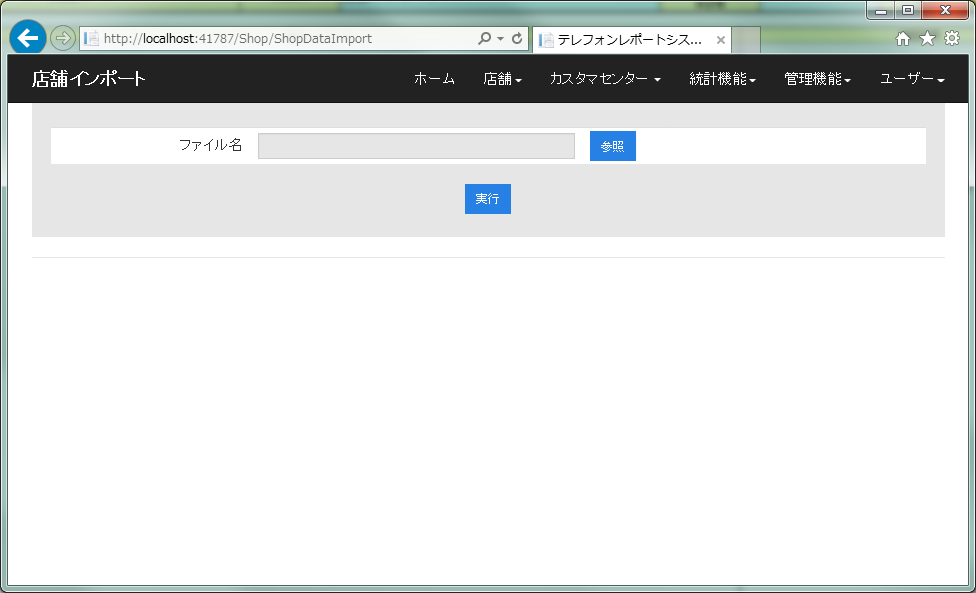 http://localhost:41787/Shop/ShopDataImport
テレフォンレポートシス...
店舗インポート
ホーム 店舗 カスタマセンター 統計機能 管理機能 ユーザー
ファイル名 参照
実行